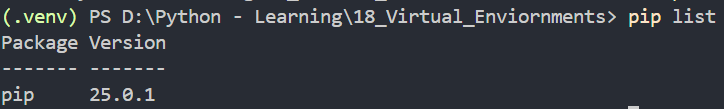 (.venv) PS D:\Python - Learning\18_Virtual_Enviornments> pip list
Package Version
------- -------
pip     25.0.1